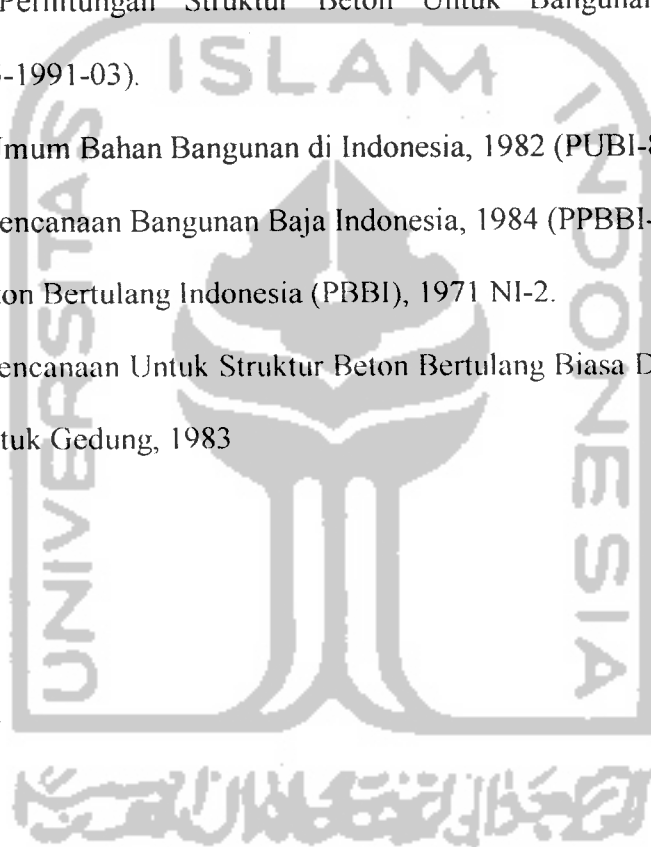 Perhitungan Struktur Beton Untuk Bangunan
-1991-03).
Umum Bahan Bangunan di Indonesia, 1982 (PUBI-8
encanaan Bangunan Baja Indonesia, 1984 (PPBBI-
ton Bertulang Indonesia (PBBI), 1971 NI-2.
encanaan Untuk Struktur Beton Bertulang Biasa D
tuk Gedung, 1983
ISLAM
UNIVERSITAS
INDONESIA